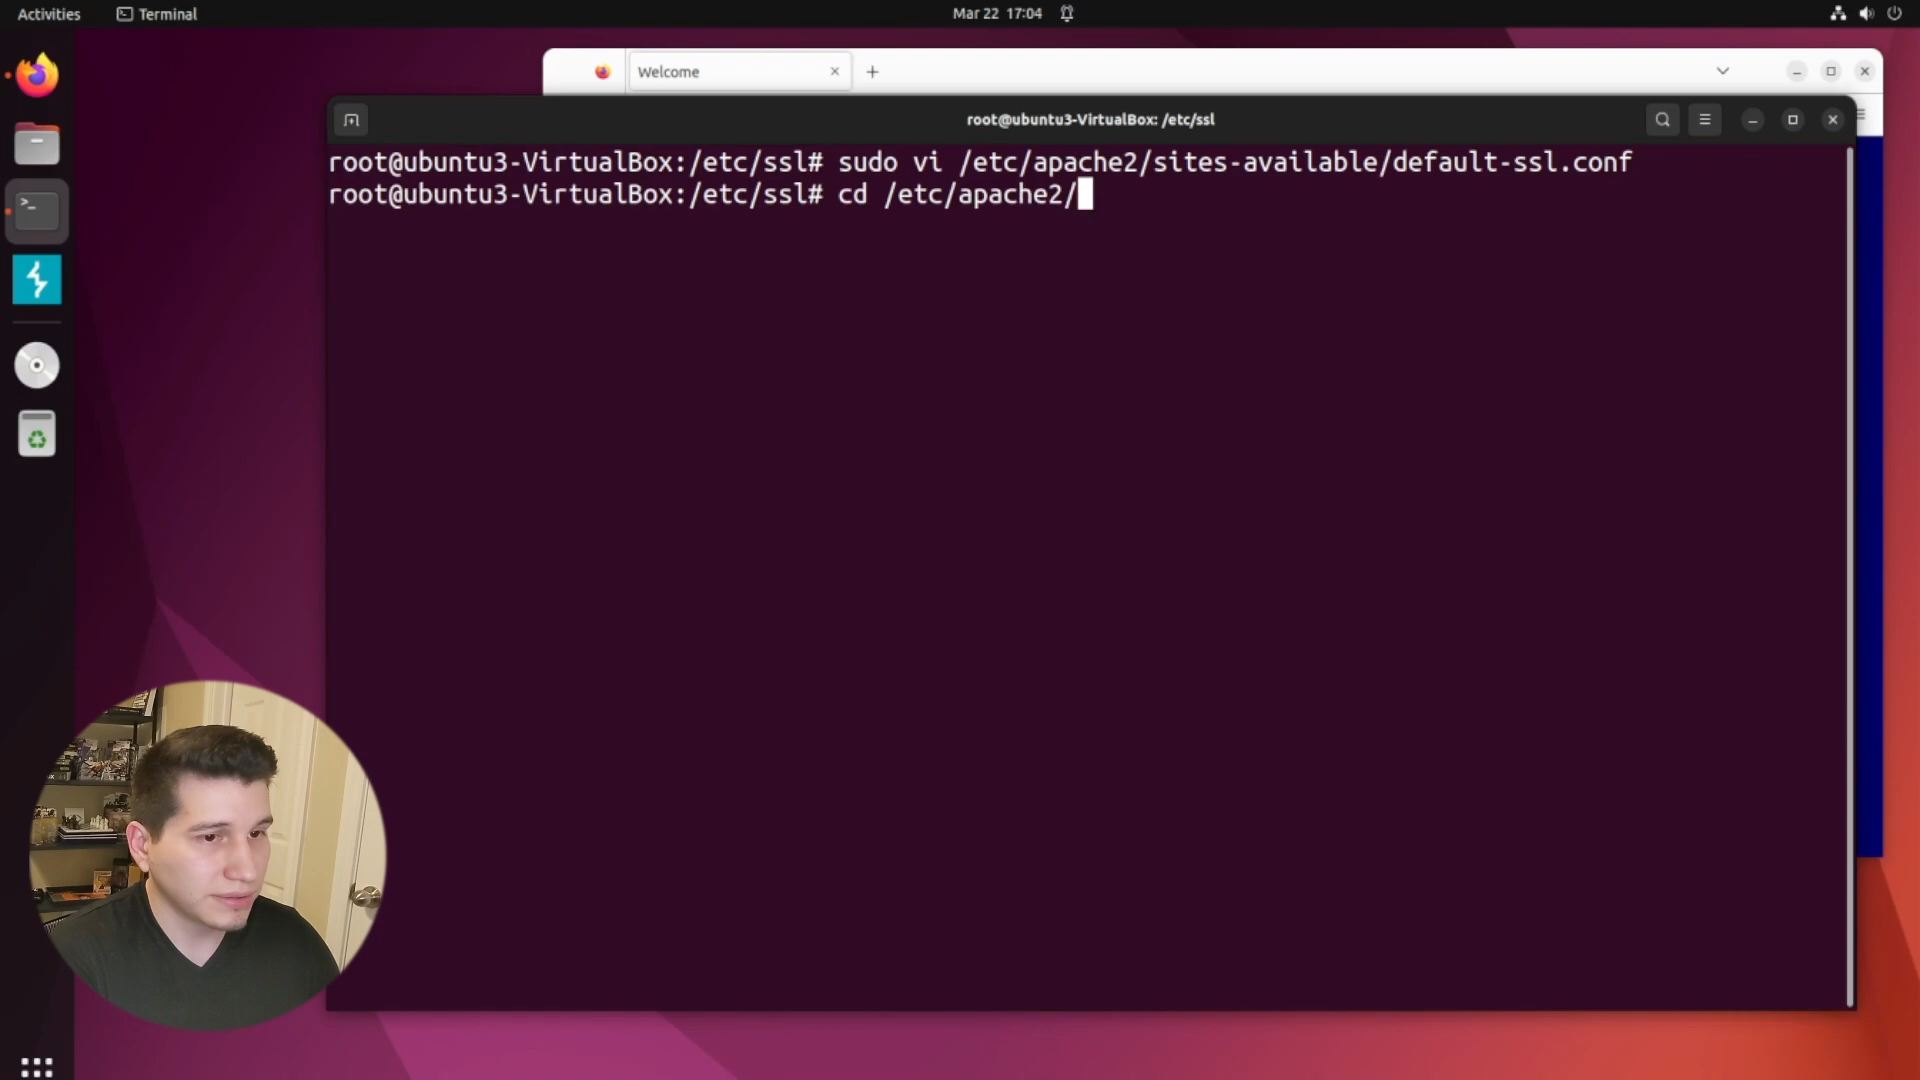 Activities
Terminal
Mar 22 17:04
Welcome
root@ubuntu3-VirtualBox: /etc/ssl
root@ubuntu3-VirtualBox:/etc/ssl# sudo vi /etc/apache2/sites-available/default-ssl.conf
root@ubuntu3-VirtualBox:/etc/ssl# cd /etc/apache2/